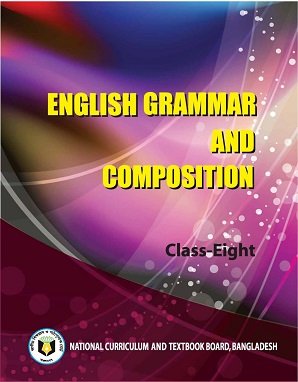 ENGLISH GRAMMAR
AND
COMPOSITION
Class-Eight
NATIONAL CURRICULUM AND TEXTBOOK BOARD, BANGLADESH